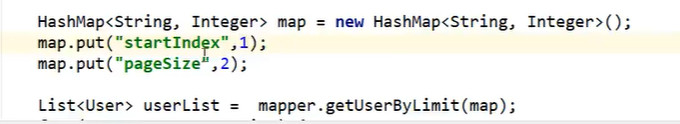 HashMap<String, Integer> map = new HashMap<String, Integer>();
map.put("startIndex",1);
map.put("pageSize",2);
List<User> userList =  mapper.getUserByLimit(map);